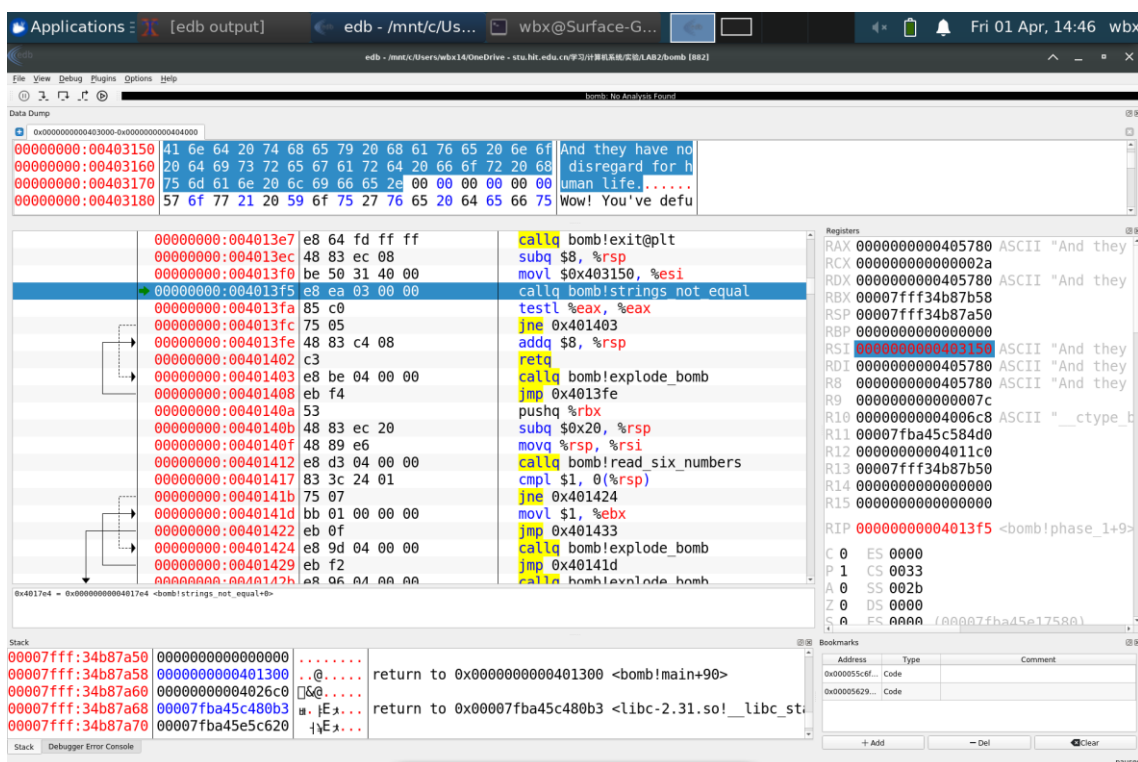 Applications [edb output] edb - /mnt/c/Us... wbx@Surface-G... Fri 01 Apr, 14:46 wbx
edb
edb - /mnt/c/Users/wbx14/OneDrive - stu.hit.edu.cn/学习/计算机系统/实验/LAB2/bomb [882]
File View Debug Plugins Options Help
bomb: No Analysis Found
Data Dump
0x0000000000403000-0x0000000000404000
00000000:00403150 41 6e 64 20 74 68 65 79 20 68 61 76 65 20 6e 6f And they have no
00000000:00403160 20 64 69 73 72 65 67 61 72 64 20 66 6f 72 20 68 disregard for h
00000000:00403170 75 6d 61 6e 20 6c 69 66 65 2e 00 00 00 00 00 00 uman life.......
00000000:00403180 57 6f 77 21 20 59 6f 75 27 76 65 20 64 65 66 75 Wow! You've defu
00000000:004013e7 e8 64 fd ff ff callq bomb!exit@plt
00000000:004013ec 48 83 ec 08 subq $8, %rsp
00000000:004013f0 be 50 31 40 00 movl $0x403150, %esi
00000000:004013f5 e8 ea 03 00 00 callq bomb!strings_not_equal
00000000:004013fa 85 c0 testl %eax, %eax
00000000:004013fc 75 05 jne 0x401403
00000000:004013fe 48 83 c4 08 addq $8, %rsp
00000000:00401402 c3 retq
00000000:00401403 e8 be 04 00 00 callq bomb!explode_bomb
00000000:00401408 eb f4 jmp 0x4013fe
00000000:0040140a 53 pushq %rbx
00000000:0040140b 48 83 ec 20 subq $0x20, %rsp
00000000:0040140f 48 89 e6 movq %rsp, %rsi
00000000:00401412 e8 d3 04 00 00 callq bomb!read_six_numbers
00000000:00401417 83 3c 24 01 cmpl $1, 0(%rsp)
00000000:0040141b 75 07 jne 0x401424
00000000:0040141d bb 01 00 00 00 movl $1, %ebx
00000000:00401422 eb 0f jmp 0x401433
00000000:00401424 e8 9d 04 00 00 callq bomb!explode_bomb
00000000:00401429 eb f2 jmp 0x40141d
00000000:0040142b e8 96 04 00 00 callq bomb!explode_bomb
0x4017e4 = 0x00000000004017e4 <bomb!strings_not_equal+0>
Registers
RAX 0000000000405780 ASCII "And they
RCX 000000000000002a
RDX 0000000000405780 ASCII "And they
RBX 00007fff34b87b58
RSP 00007fff34b87a50
RBP 0000000000000000
RSI 0000000000403150 ASCII "And they
RDI 0000000000405780 ASCII "And they
R8 0000000000405780 ASCII "And they
R9 000000000000007c
R10 00000000004006c8 ASCII "__ctype_b
R11 00007fba45c584d0
R12 00000000004011c0
R13 00007fff34b87b50
R14 0000000000000000
R15 0000000000000000
RIP 00000000004013f5 <bomb!phase_1+9>
C 0 ES 0000
P 1 CS 0033
A 0 SS 002b
Z 0 DS 0000
S 0 FS 0000 (00007fba45e17580)
Stack
00007fff:34b87a50 0000000000000000 ........
00007fff:34b87a58 0000000000401300 ..@..... return to 0x0000000000401300 <bomb!main+90>
00007fff:34b87a60 00000000004026c0 &@.....
00007fff:34b87a68 00007fba45c480b3 return to 0x00007fba45c480b3 <libc-2.31.so!__libc_sta
00007fff:34b87a70 00007fba45e5c620
Stack Debugger Error Console
Bookmarks
Address Type Comment
0x000055c6f... Code
0x00005629... Code
+ Add − Del Clear